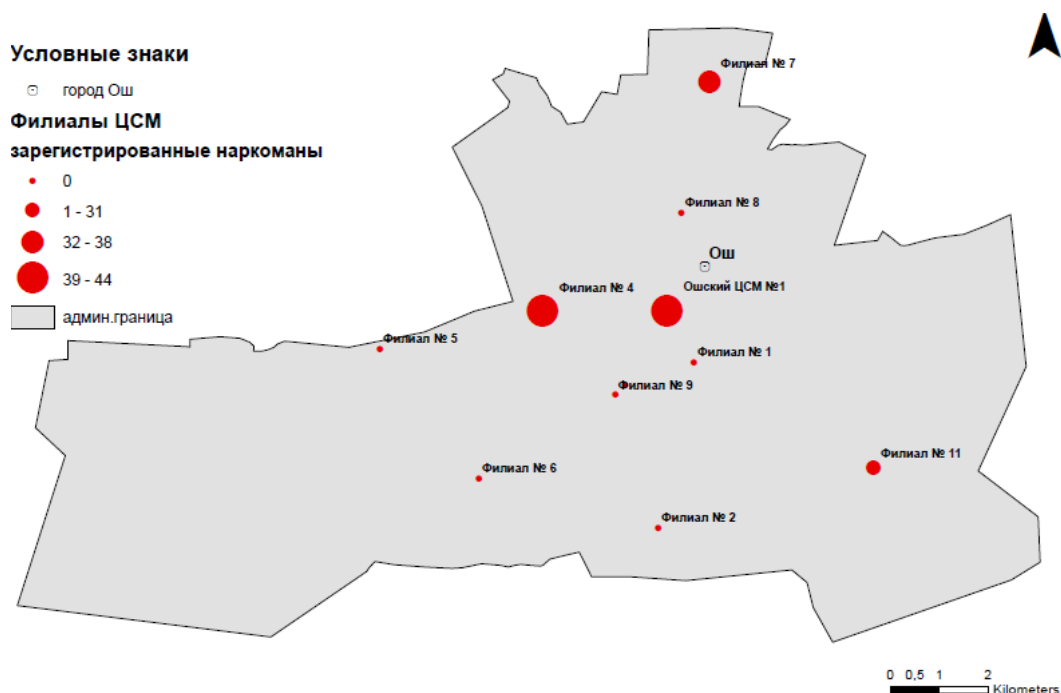 Условные знаки
город Ош
Филиалы ЦСМ
зарегистрированные наркоманы
0
1 - 31
32 - 38
39 - 44
админ.граница
Филиал № 7
Филиал № 8
Ош
Филиал № 4
Ошский ЦСМ №1
Филиал № 5
Филиал № 1
Филиал № 9
Филиал № 11
Филиал № 6
Филиал № 2
0 0,5 1 2
Kilometers